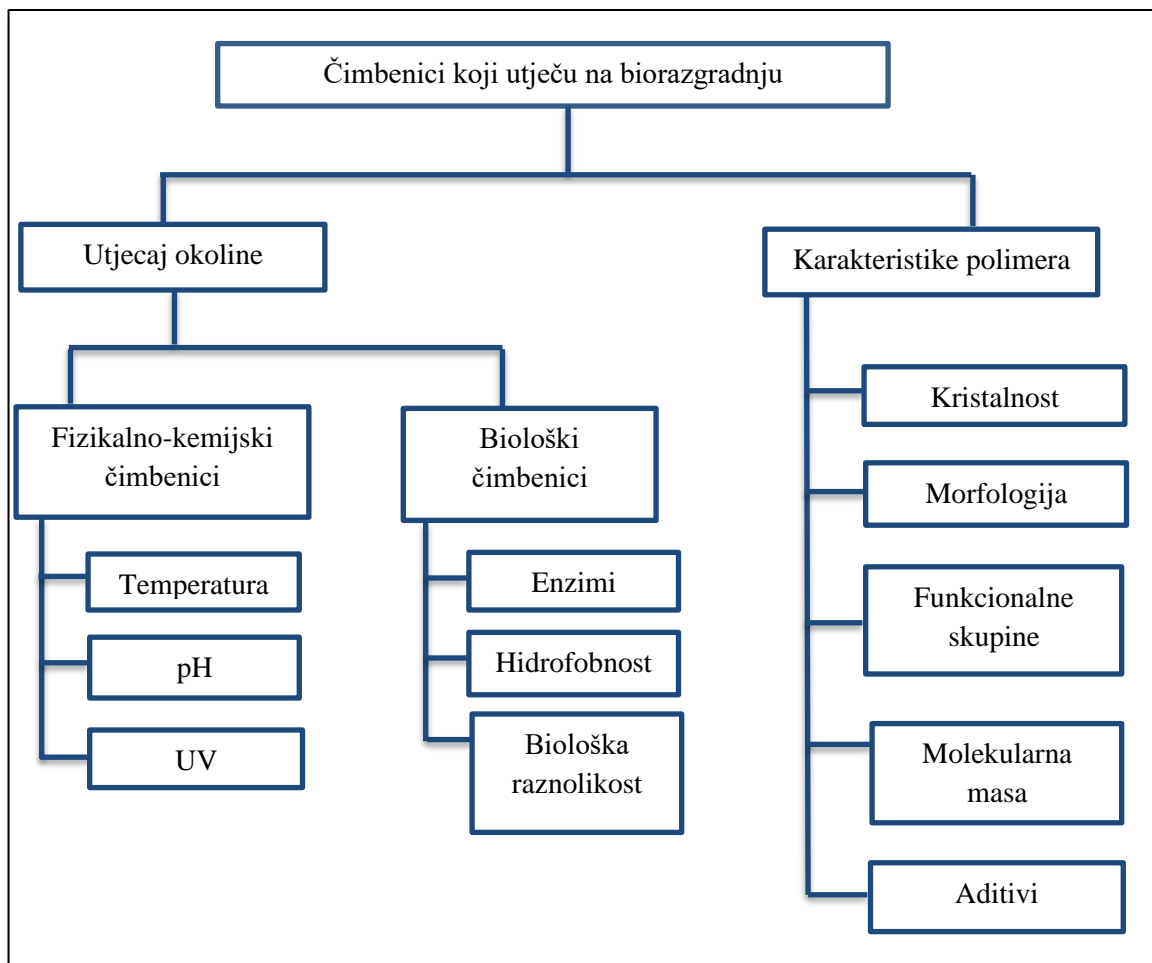 Čimbenici koji utječu na biorazgradnju
Utjecaj okoline
Karakteristike polimera
Fizikalno-kemijski
čimbenici
Biološki
čimbenici
Temperatura
pH
UV
Enzimi
Hidrofobnost
Biološka
raznolikost
Kristalnost
Morfologija
Funkcionalne
skupine
Molekularna
masa
Aditivi